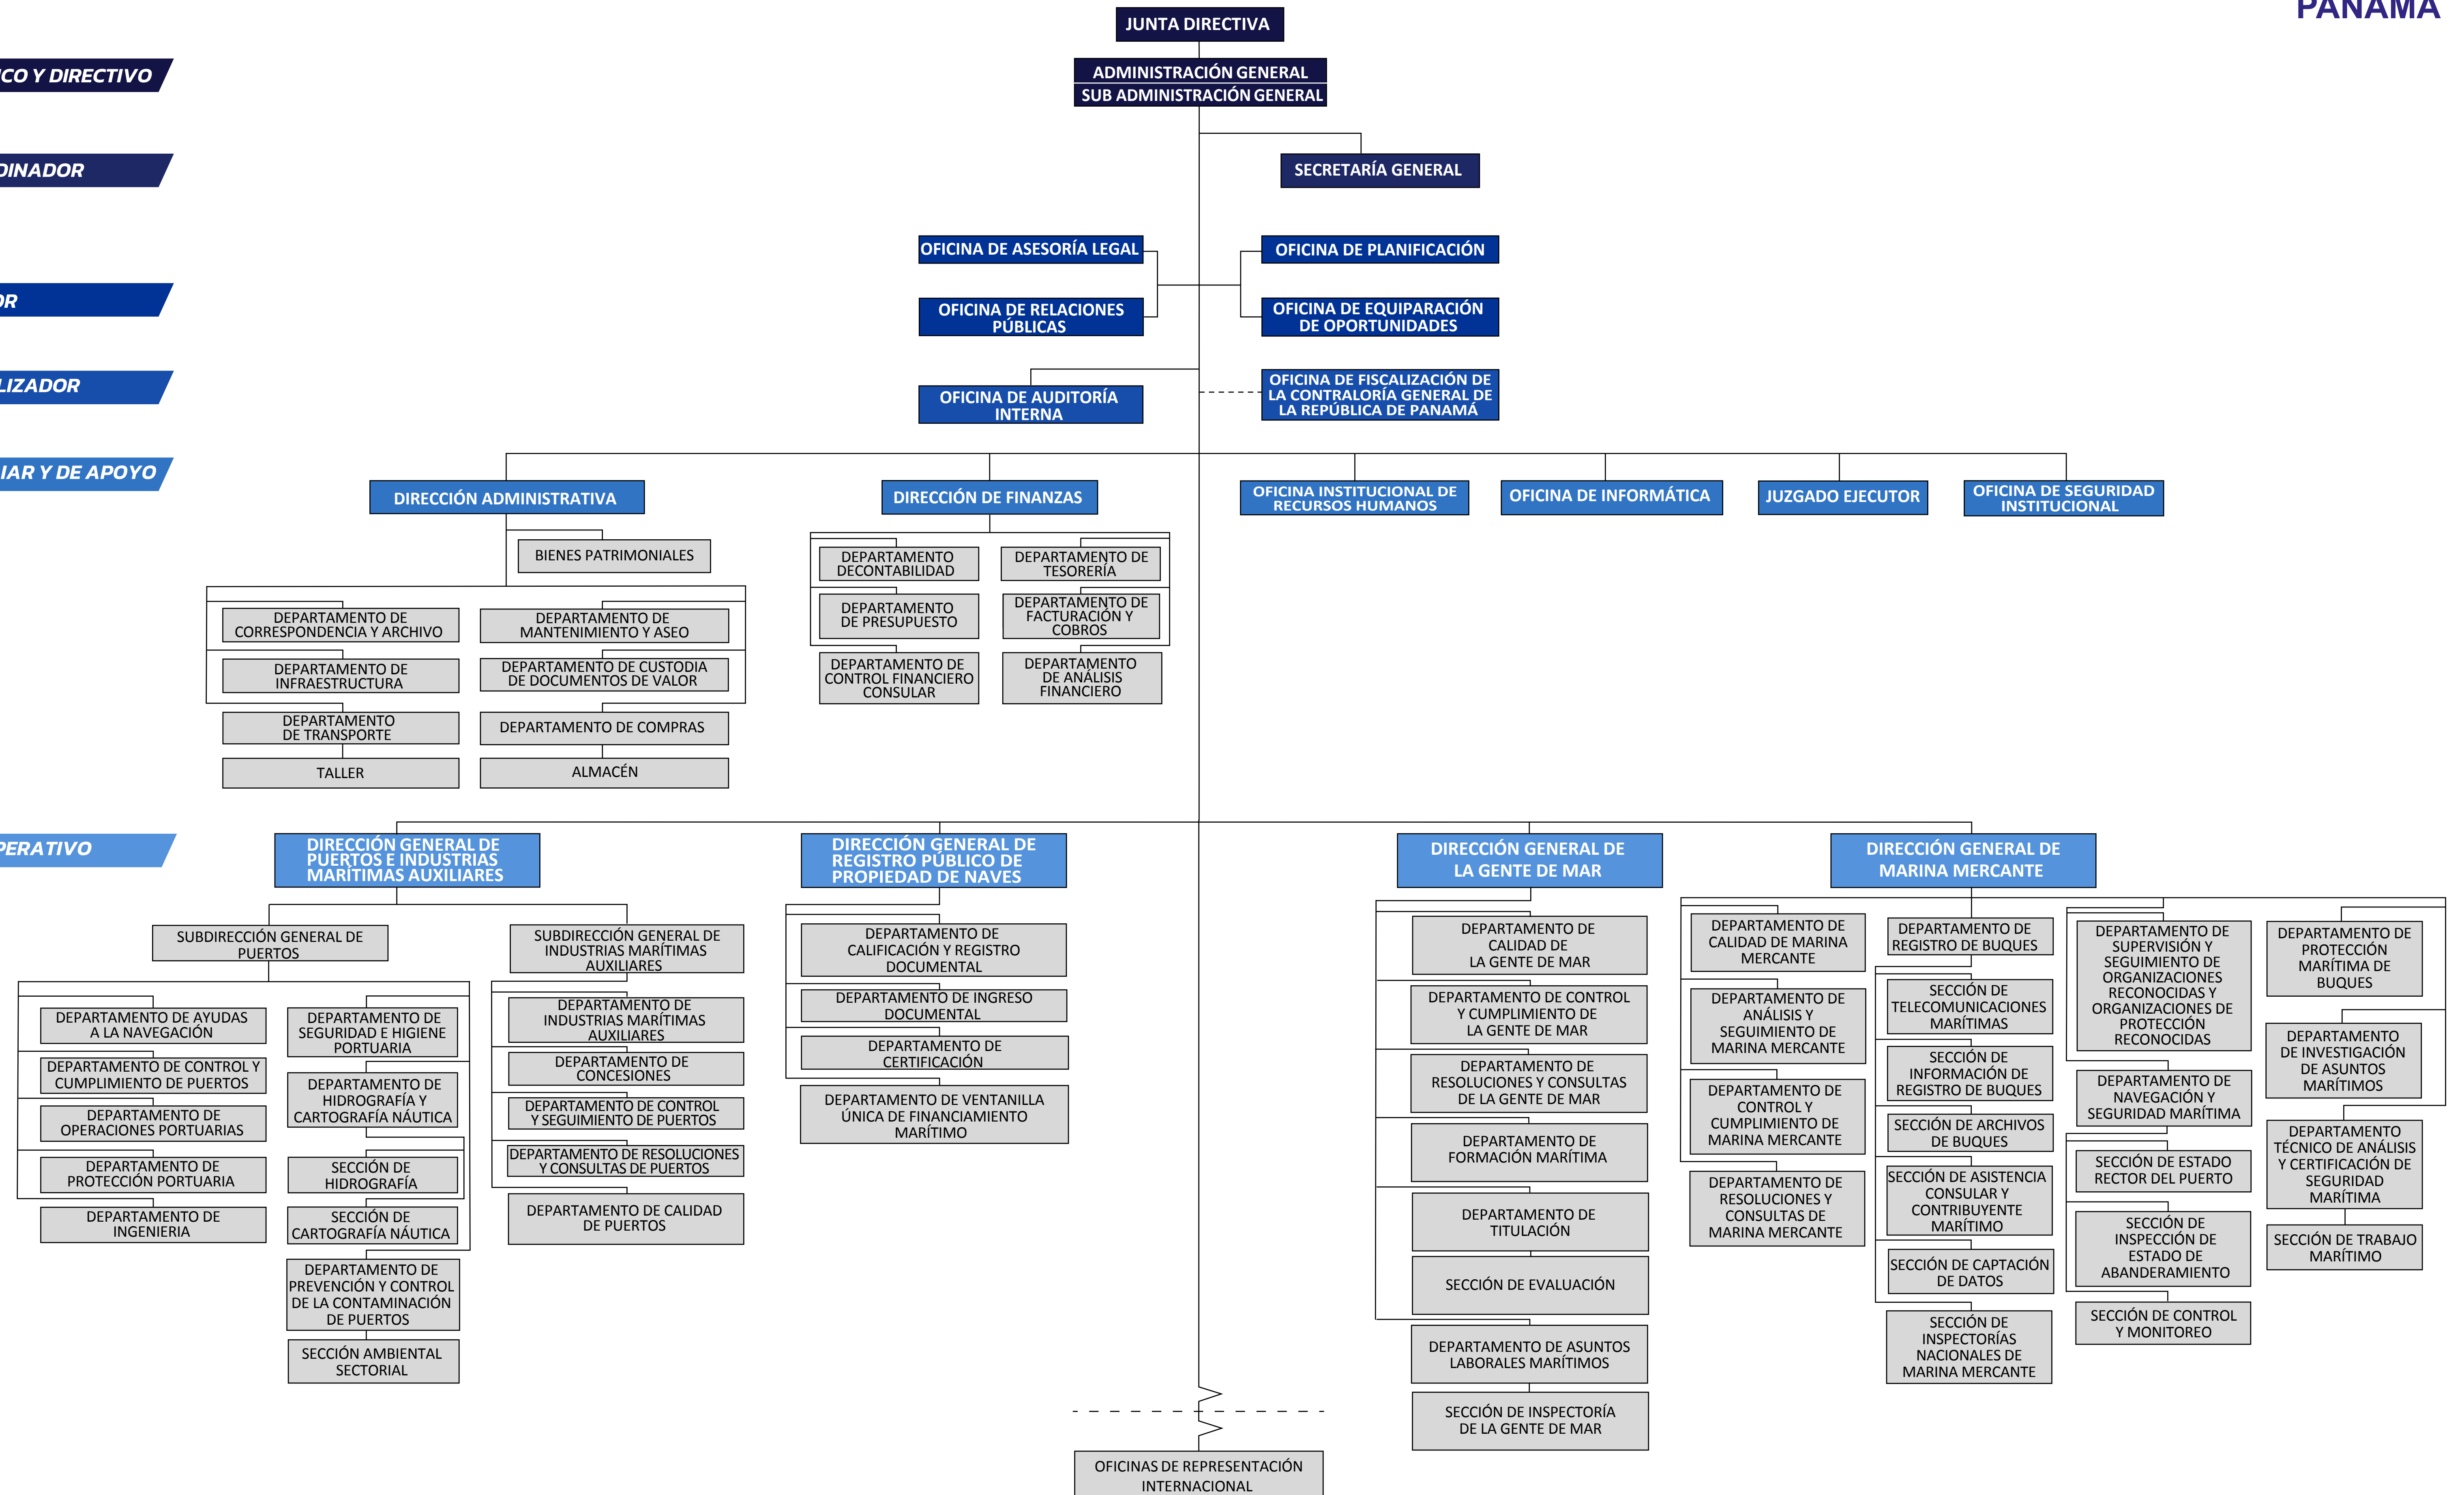 PANAMÁ
JUNTA DIRECTIVA
CO Y DIRECTIVO
ADMINISTRACIÓN GENERAL
SUB ADMINISTRACIÓN GENERAL
DINADOR
SECRETARÍA GENERAL
OFICINA DE ASESORÍA LEGAL
OFICINA DE PLANIFICACIÓN
OR
OFICINA DE RELACIONES
PÚBLICAS
OFICINA DE EQUIPARACIÓN
DE OPORTUNIDADES
LIZADOR
OFICINA DE AUDITORÍA
INTERNA
OFICINA DE FISCALIZACIÓN DE
LA CONTRALORÍA GENERAL DE
LA REPÚBLICA DE PANAMÁ
IAR Y DE APOYO
DIRECCIÓN ADMINISTRATIVA
DIRECCIÓN DE FINANZAS
OFICINA INSTITUCIONAL DE
RECURSOS HUMANOS
OFICINA DE INFORMÁTICA
JUZGADO EJECUTOR
OFICINA DE SEGURIDAD
INSTITUCIONAL
BIENES PATRIMONIALES
DEPARTAMENTO DE
CORRESPONDENCIA Y ARCHIVO
DEPARTAMENTO DE
MANTENIMIENTO Y ASEO
DEPARTAMENTO DE
INFRAESTRUCTURA
DEPARTAMENTO DE CUSTODIA
DE DOCUMENTOS DE VALOR
DEPARTAMENTO
DE TRANSPORTE
DEPARTAMENTO DE COMPRAS
TALLER
ALMACÉN
DEPARTAMENTO
DECONTABILIDAD
DEPARTAMENTO DE
TESORERÍA
DEPARTAMENTO
DE PRESUPUESTO
DEPARTAMENTO DE
FACTURACIÓN Y
COBROS
DEPARTAMENTO DE
CONTROL FINANCIERO
CONSULAR
DEPARTAMENTO
DE ANÁLISIS
FINANCIERO
PERATIVO
DIRECCIÓN GENERAL DE
PUERTOS E INDUSTRIAS
MARÍTIMAS AUXILIARES
DIRECCIÓN GENERAL DE
REGISTRO PÚBLICO DE
PROPIEDAD DE NAVES
DIRECCIÓN GENERAL DE
LA GENTE DE MAR
DIRECCIÓN GENERAL DE
MARINA MERCANTE
SUBDIRECCIÓN GENERAL DE
PUERTOS
DEPARTAMENTO DE AYUDAS
A LA NAVEGACIÓN
DEPARTAMENTO DE CONTROL Y
CUMPLIMIENTO DE PUERTOS
DEPARTAMENTO DE
OPERACIONES PORTUARIAS
DEPARTAMENTO DE
PROTECCIÓN PORTUARIA
DEPARTAMENTO DE
INGENIERIA
DEPARTAMENTO DE
SEGURIDAD E HIGIENE
PORTUARIA
DEPARTAMENTO DE
HIDROGRAFÍA Y
CARTOGRAFÍA NÁUTICA
SECCIÓN DE
HIDROGRAFÍA
SECCIÓN DE
CARTOGRAFÍA NÁUTICA
DEPARTAMENTO DE
PREVENCIÓN Y CONTROL
DE LA CONTAMINACIÓN
DE PUERTOS
SECCIÓN AMBIENTAL
SECTORIAL
SUBDIRECCIÓN GENERAL DE
INDUSTRIAS MARÍTIMAS
AUXILIARES
DEPARTAMENTO DE
INDUSTRIAS MARÍTIMAS
AUXILIARES
DEPARTAMENTO DE
CONCESIONES
DEPARTAMENTO DE CONTROL
Y SEGUIMIENTO DE PUERTOS
DEPARTAMENTO DE RESOLUCIONES
Y CONSULTAS DE PUERTOS
DEPARTAMENTO DE CALIDAD
DE PUERTOS
DEPARTAMENTO DE
CALIFICACIÓN Y REGISTRO
DOCUMENTAL
DEPARTAMENTO DE INGRESO
DOCUMENTAL
DEPARTAMENTO DE
CERTIFICACIÓN
DEPARTAMENTO DE VENTANILLA
ÚNICA DE FINANCIAMIENTO
MARÍTIMO
DEPARTAMENTO DE
CALIDAD DE
LA GENTE DE MAR
DEPARTAMENTO DE CONTROL
Y CUMPLIMIENTO DE
LA GENTE DE MAR
DEPARTAMENTO DE
RESOLUCIONES Y CONSULTAS
DE LA GENTE DE MAR
DEPARTAMENTO DE
FORMACIÓN MARÍTIMA
DEPARTAMENTO DE
TITULACIÓN
SECCIÓN DE EVALUACIÓN
DEPARTAMENTO DE ASUNTOS
LABORALES MARÍTIMOS
SECCIÓN DE INSPECTORÍA
DE LA GENTE DE MAR
DEPARTAMENTO DE
CALIDAD DE MARINA
MERCANTE
DEPARTAMENTO DE
ANÁLISIS Y
SEGUIMIENTO DE
MARINA MERCANTE
DEPARTAMENTO DE
CONTROL Y
CUMPLIMIENTO DE
MARINA MERCANTE
DEPARTAMENTO DE
RESOLUCIONES Y
CONSULTAS DE
MARINA MERCANTE
DEPARTAMENTO DE
REGISTRO DE BUQUES
SECCIÓN DE
TELECOMUNICACIONES
MARÍTIMAS
SECCIÓN DE
INFORMACIÓN DE
REGISTRO DE BUQUES
SECCIÓN DE ARCHIVOS
DE BUQUES
SECCIÓN DE ASISTENCIA
CONSULAR Y
CONTRIBUYENTE
MARÍTIMO
SECCIÓN DE CAPTACIÓN
DE DATOS
SECCIÓN DE
INSPECTORÍAS
NACIONALES DE
MARINA MERCANTE
DEPARTAMENTO DE
SUPERVISIÓN Y
SEGUIMIENTO DE
ORGANIZACIONES
RECONOCIDAS Y
ORGANIZACIONES DE
PROTECCIÓN
RECONOCIDAS
DEPARTAMENTO DE
NAVEGACIÓN Y
SEGURIDAD MARÍTIMA
SECCIÓN DE ESTADO
RECTOR DEL PUERTO
SECCIÓN DE
INSPECCIÓN DE
ESTADO DE
ABANDERAMIENTO
SECCIÓN DE CONTROL
Y MONITOREO
DEPARTAMENTO DE
PROTECCIÓN
MARÍTIMA DE
BUQUES
DEPARTAMENTO
DE INVESTIGACIÓN
DE ASUNTOS
MARÍTIMOS
DEPARTAMENTO
TÉCNICO DE ANÁLISIS
Y CERTIFICACIÓN DE
SEGURIDAD
MARÍTIMA
SECCIÓN DE TRABAJO
MARÍTIMO
OFICINAS DE REPRESENTACIÓN
INTERNACIONAL